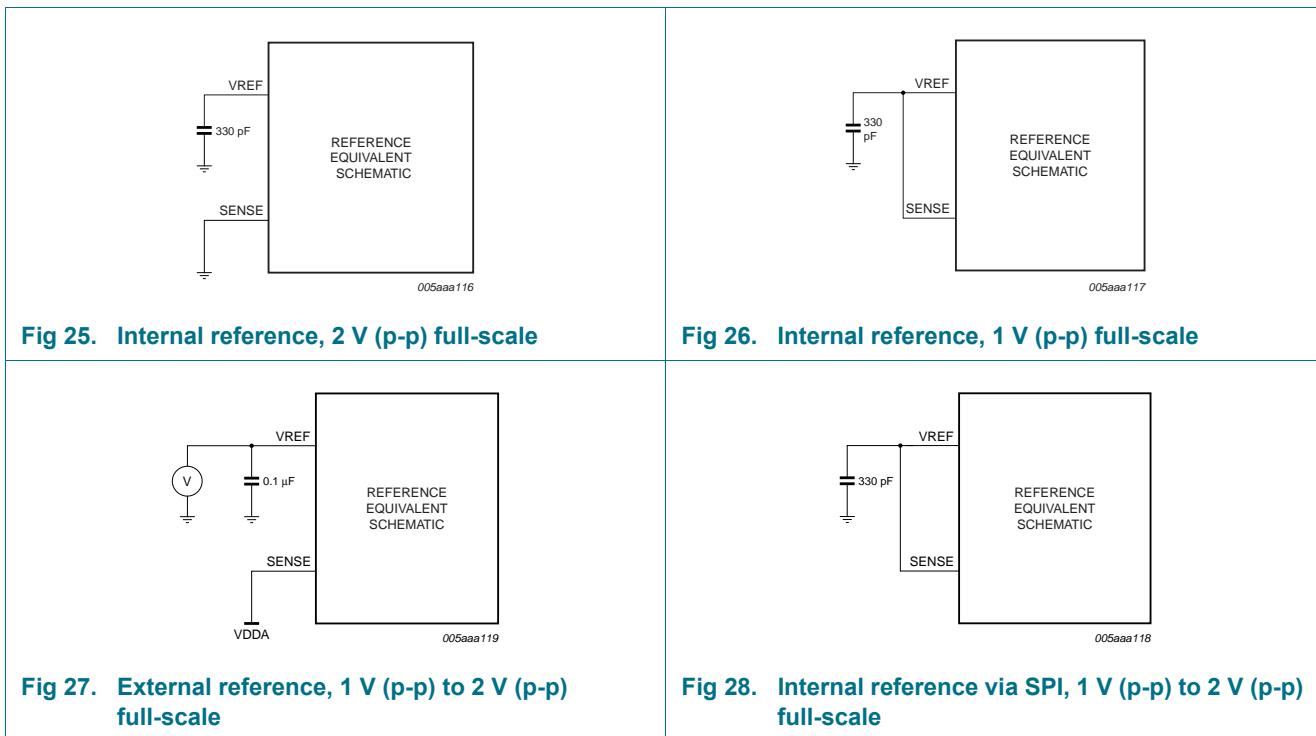 VREF
330 pF
REFERENCE
EQUIVALENT
SCHEMATIC
SENSE
005aaa116
Fig 25. Internal reference, 2 V (p-p) full-scale
VREF
330
pF
REFERENCE
EQUIVALENT
SCHEMATIC
SENSE
005aaa117
Fig 26. Internal reference, 1 V (p-p) full-scale
VREF
V
0.1 μF
REFERENCE
EQUIVALENT
SCHEMATIC
SENSE
VDDA
005aaa119
Fig 27. External reference, 1 V (p-p) to 2 V (p-p)
full-scale
VREF
330 pF
REFERENCE
EQUIVALENT
SCHEMATIC
SENSE
005aaa118
Fig 28. Internal reference via SPI, 1 V (p-p) to 2 V (p-p)
full-scale